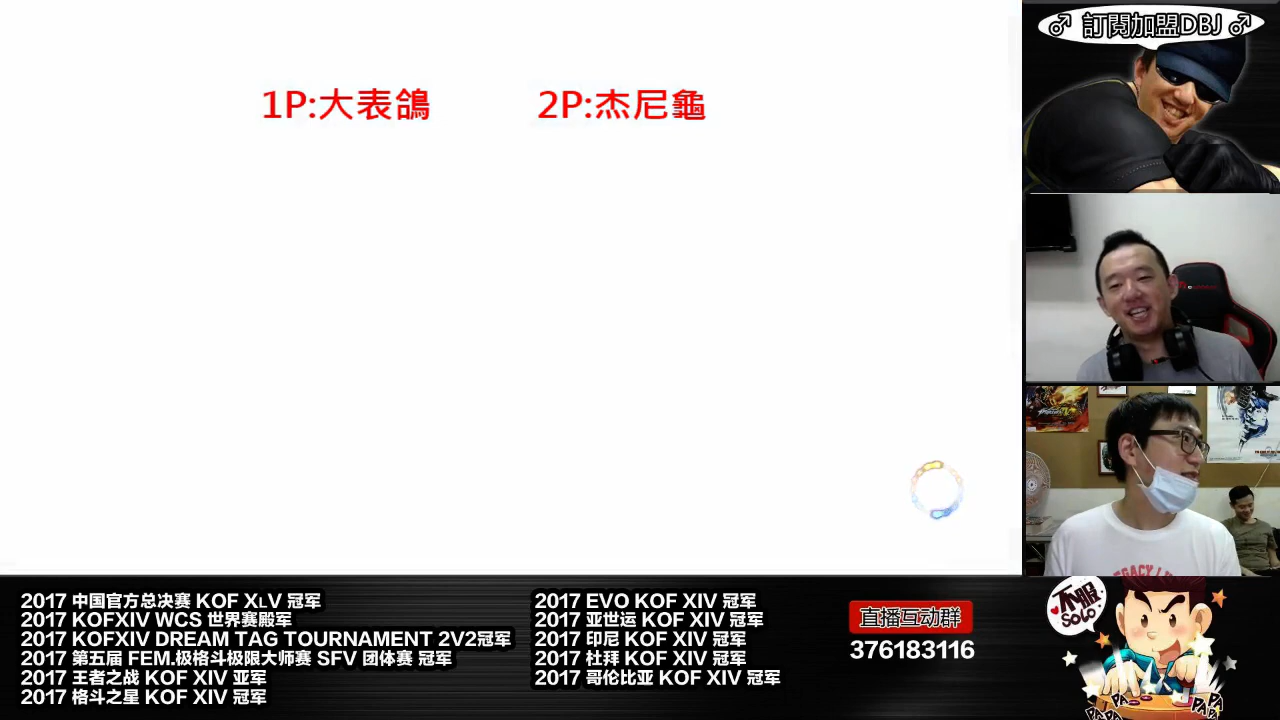 ♂ 訂閱加盟DBJ ♂
1P:大表鴿 2P:杰尼龜
2017 中国官方总决赛 KOF XLV 冠军
2017 KOFXIV WCS 世界赛殿军
2017 KOFXIV DREAM TAG TOURNAMENT 2V2冠军
2017 第五届 FEM.极格斗极限大师赛 SFV 团体赛 冠军
2017 王者之战 KOF XIV 亚军
2017 格斗之星 KOF XIV 冠军
2017 EVO KOF XIV 冠军
2017 亚世运 KOF XIV 冠军
2017 印尼 KOF XIV 冠军
2017 杜拜 KOF XIV 冠军
2017 哥伦比亚 KOF XIV 冠军
直播互动群
376183116
不服
SOLO
PA PA PA PA